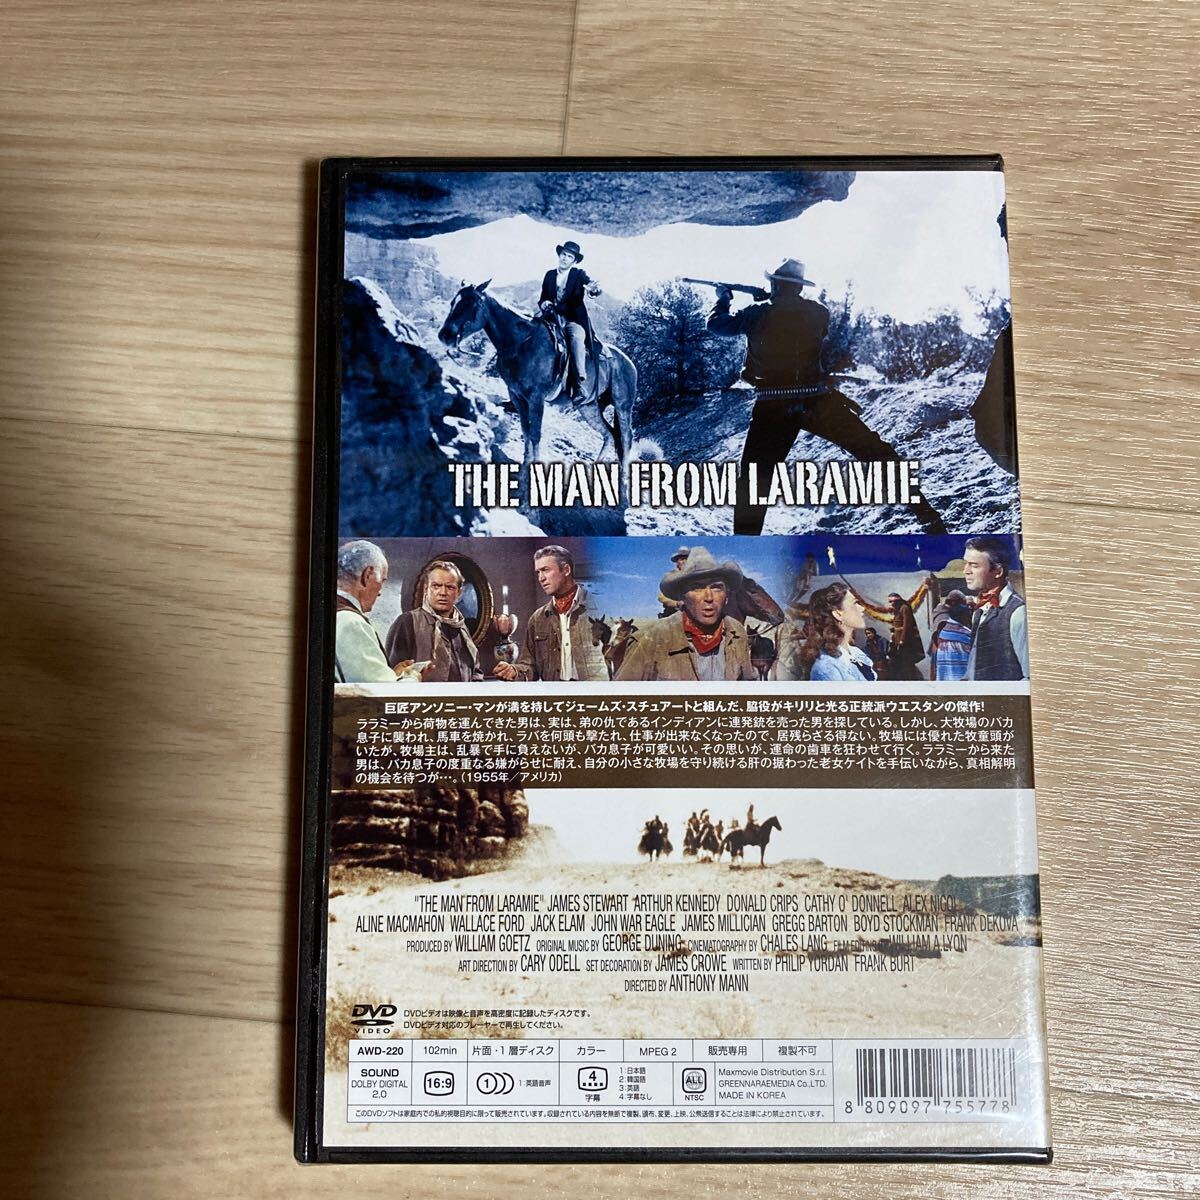 THE MAN FROM LARAMIE
巨匠アンソニー・マンが満を持してジェームズ・スチュアートと組んだ、脇役がキリリと光る正統派ウエスタンの傑作!
ララミーから荷物を運んできた男は、実は、弟の仇であるインディアンに連発銃を売った男を探している。しかし、大牧場のバカ
息子に襲われ、馬車を焼かれ、ラバを何頭も撃たれ、仕事が出来なくなったので、居残らざる得ない。牧場には優れた牧童頭が
いたが、牧場主は、乱暴で手に負えないが、バカ息子が可愛いい。その思いが、運命の歯車を狂わせて行く。ララミーから来た
男は、バカ息子の度重なる嫌がらせに耐え、自分の小さな牧場を守り続ける肝の据わった老女ケイトを手伝いながら、真相解明
の機会を待つが…。(1955年/アメリカ)
"THE MAN FROM LARAMIE" JAMES STEWART ARTHUR KENNEDY DONALD CRIPS CATHY O' DONNELL ALEX NICOL
ALINE MACMAHON WALLACE FORD JACK ELAM JOHN WAR EAGLE JAMES MILLICIAN GREGG BARTON BOYD STOCKMAN FRANK DEKOVA
PRODUCED BY WILLIAM GOETZ ORIGINAL MUSIC BY GEORGE DUNING CINEMATOGRAPHY BY CHALES LANG FILM EDITING BY WILLIAM A LYON
ART DIRECTION BY CARY ODELL SET DECORATION BY JAMES CROWE WRITTEN BY PHILIP YORDAN FRANK BURT
DIRECTED BY ANTHONY MANN
DVD VIDEO
DVDビデオは映像と音声を高密度に記録したディスクです。
DVDビデオ対応のプレーヤーで再生してください。
AWD-220 102min 片面・1層ディスク カラー MPEG 2 販売専用 複製不可
SOUND
DOLBY DIGITAL
2,0
16:9
1:英語音声
4
字幕
1:日本語
2:韓国語
3:英語
4:字幕なし
ALL
NTSC
Maxmovie Distribution S.r.l.
GREENNARAEMEDIA Co.,LTD.
MADE IN KOREA
8 809097 755778
このDVDソフトは家庭内での私的視聴目的に限って販売されています。収録されている内容を無断で複製、頒布、変更、上映、公衆送信することは法律により禁止されています。